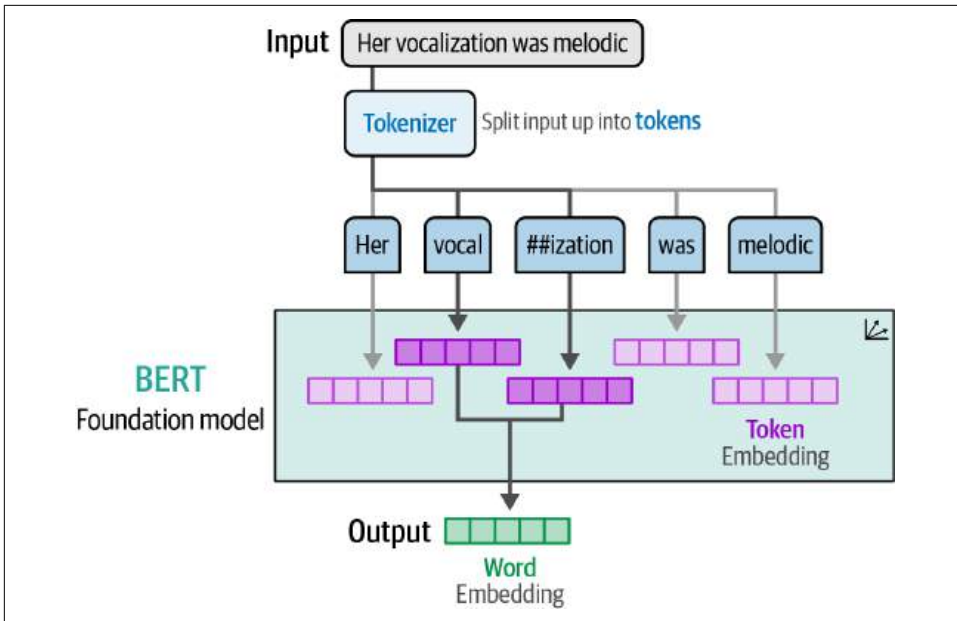 Input
Her vocalization was melodic
Tokenizer
Split input up into tokens
Her
vocal
##ization
was
melodic
BERT
Foundation model
Token
Embedding
Output
Word
Embedding